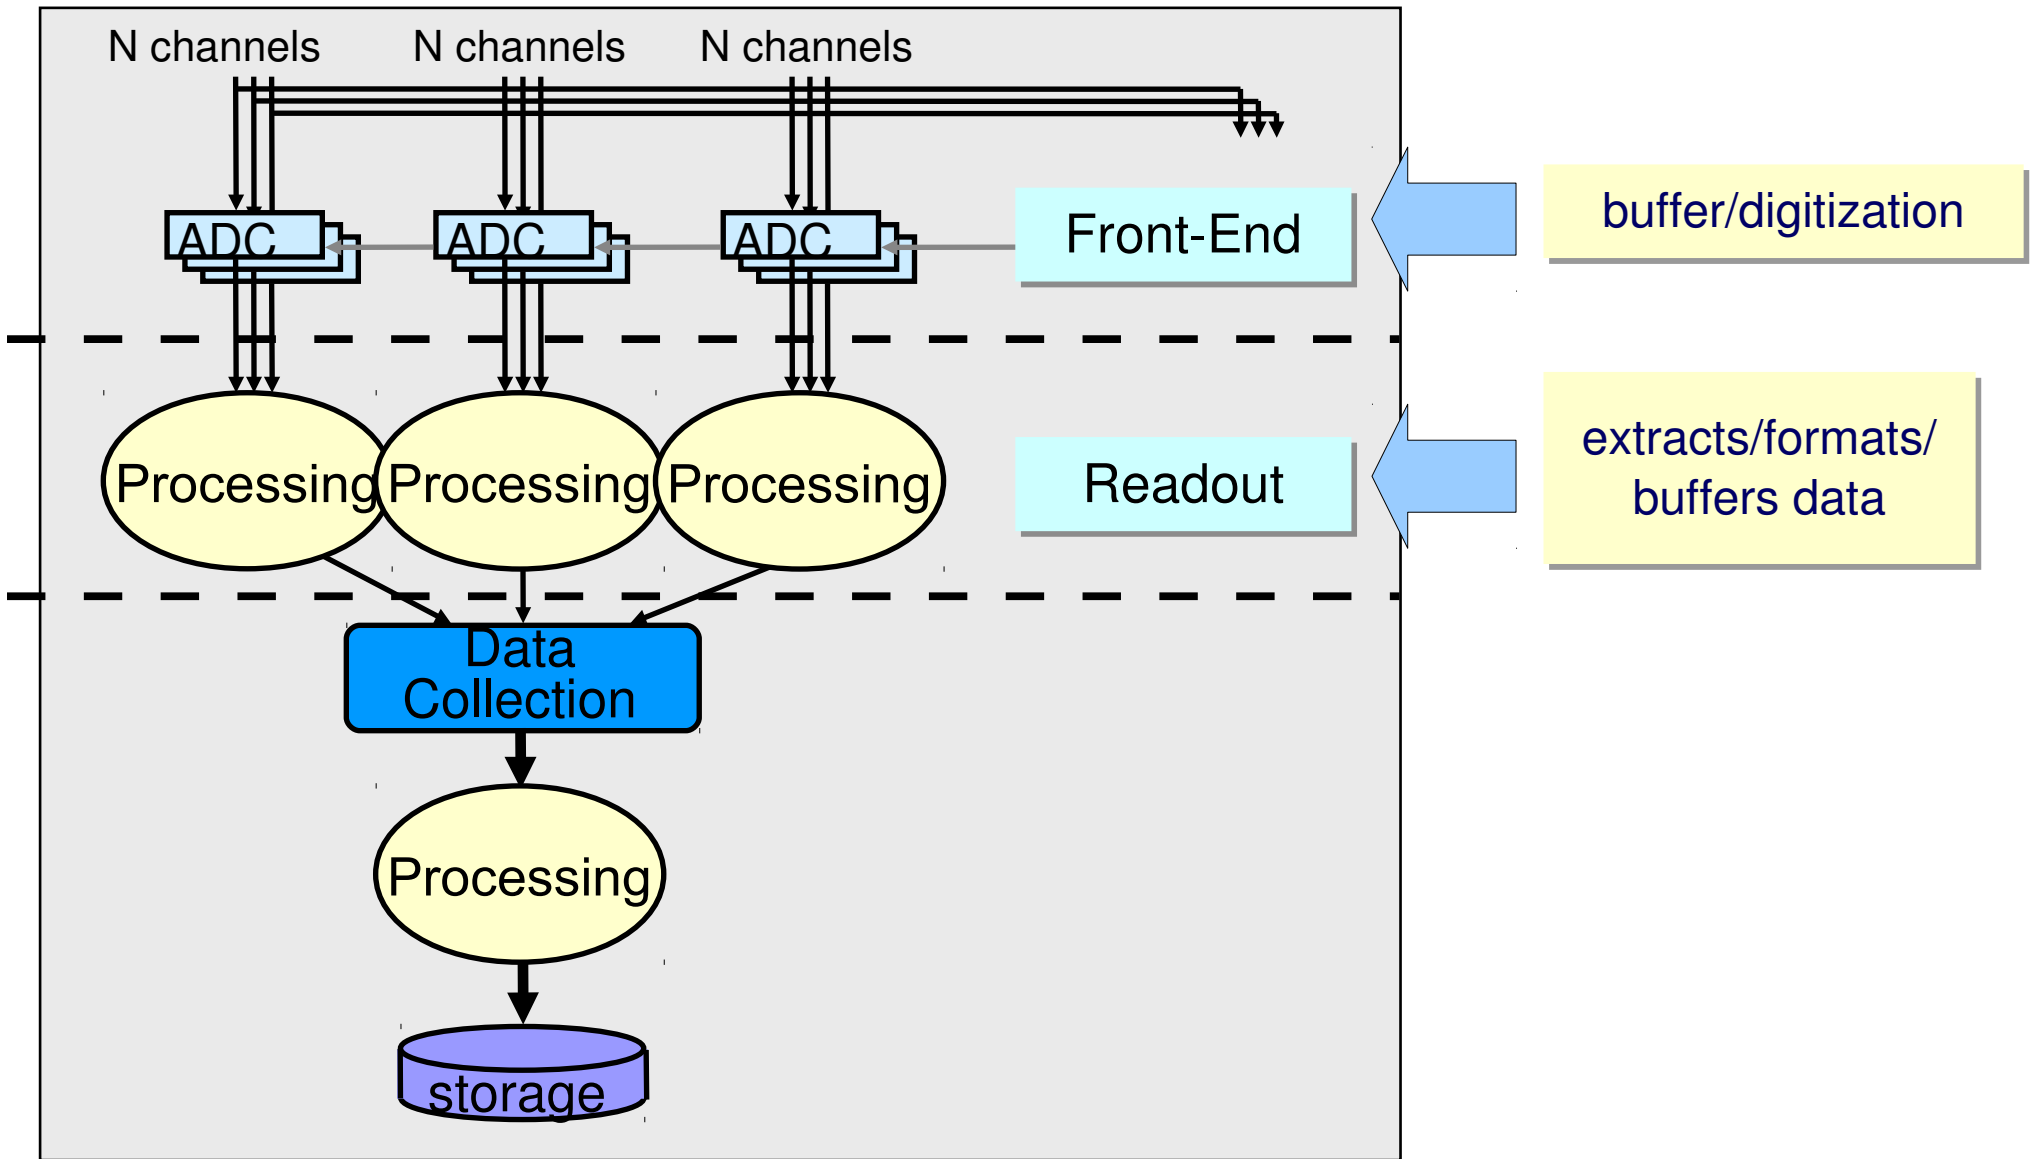 N channels
N channels
N channels
ADC
ADC
ADC
Front-End
buffer/digitization
Processing
Processing
Processing
Readout
extracts/formats/
buffers data
Data
Collection
Processing
storage